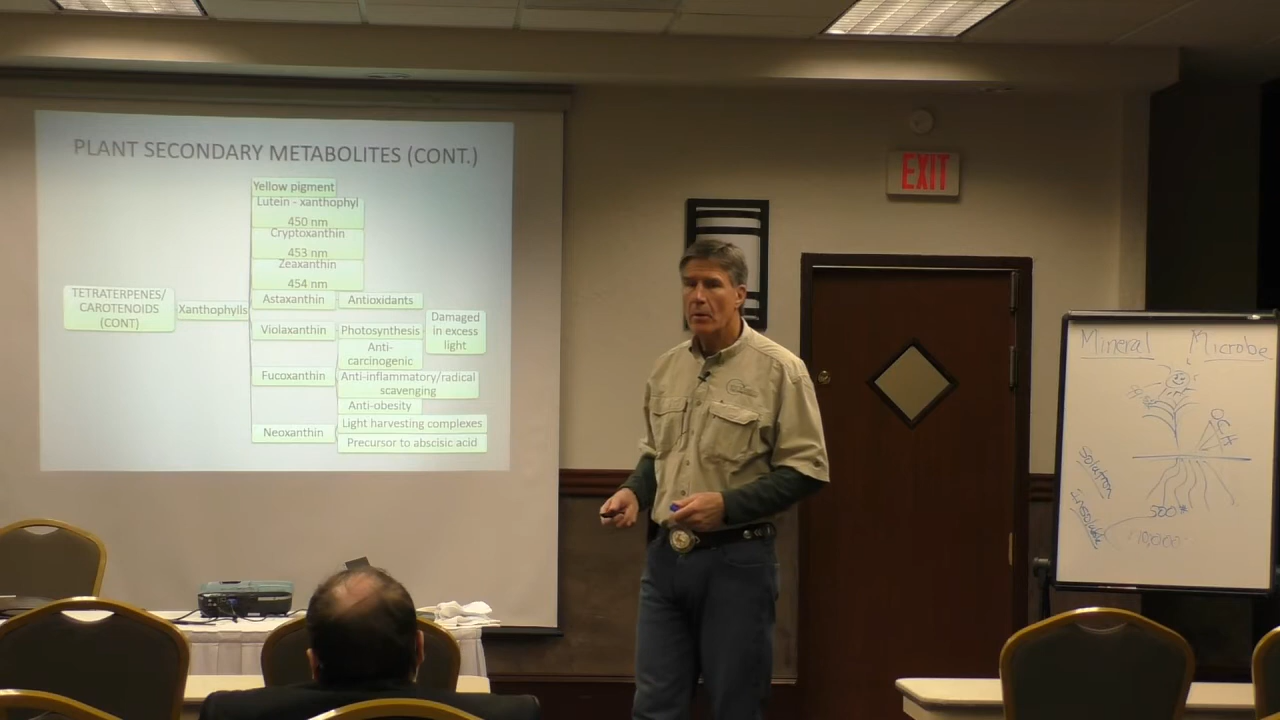 PLANT SECONDARY METABOLITES (CONT.)
Yellow pigment
Lutein - xanthophyl
450 nm
Cryptoxanthin
453 nm
Zeaxanthin
454 nm
TETRATERPENES/
CAROTENOIDS
(CONT)
Xanthophylls
Astaxanthin
Antioxidants
Violaxanthin
Photosynthesis
Damaged
in excess
light
Anti-
carcinogenic
Fucoxanthin
Anti-inflammatory/radical
scavenging
Anti-obesity
Neoxanthin
Light harvesting complexes
Precursor to abscisic acid
EXIT
Mineral
Microbe
Solution
Insoluble
500#